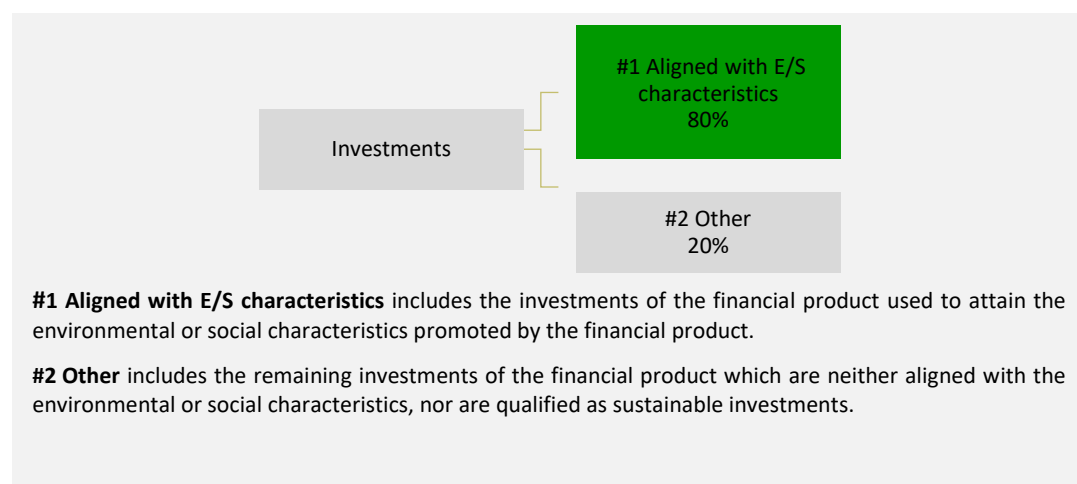 #1 Aligned with E/S
characteristics
80%
Investments
#2 Other
20%
#1 Aligned with E/S characteristics includes the investments of the financial product used to attain the
environmental or social characteristics promoted by the financial product.
#2 Other includes the remaining investments of the financial product which are neither aligned with the
environmental or social characteristics, nor are qualified as sustainable investments.